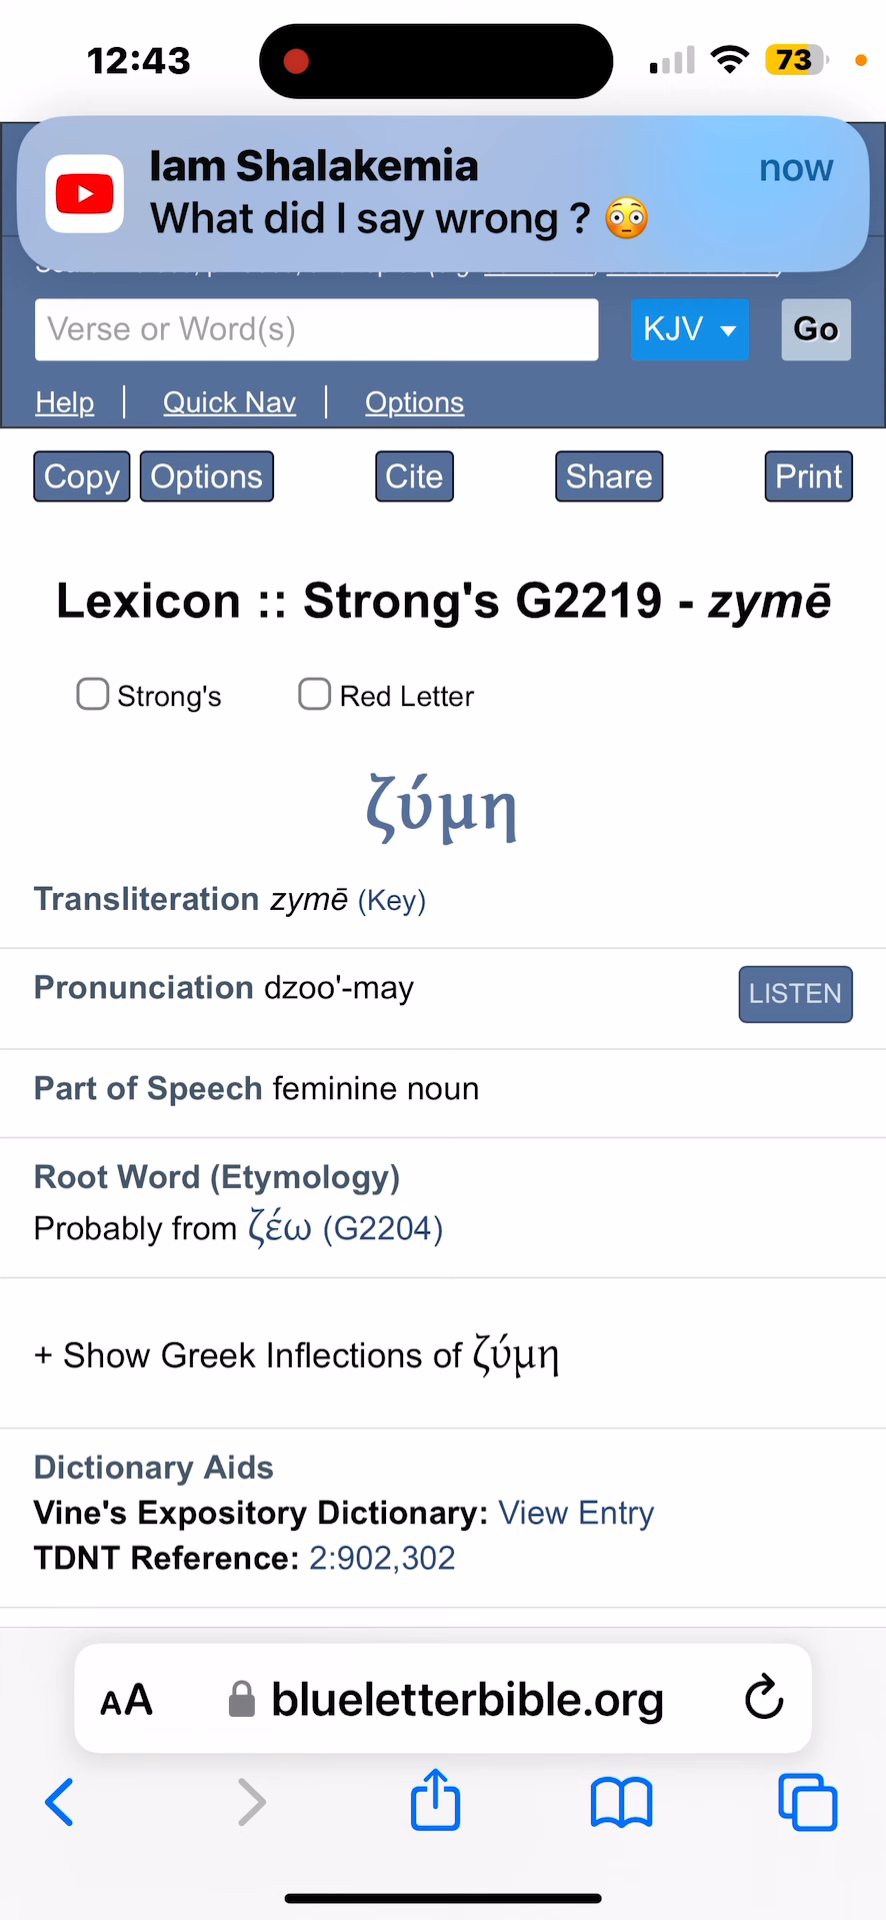 12:43
73
Iam Shalakemia
now
What did I say wrong ? 😳
Verse or Word(s)
KJV
Go
Help | Quick Nav | Options
Copy Options Cite Share Print
Lexicon :: Strong's G2219 - zymē
Strong's Red Letter
ζύμη
Transliteration zymē (Key)
Pronunciation dzoo'-may
LISTEN
Part of Speech feminine noun
Root Word (Etymology)
Probably from ζέω (G2204)
+ Show Greek Inflections of ζύμη
Dictionary Aids
Vine's Expository Dictionary: View Entry
TDNT Reference: 2:902,302
AA blueletterbible.org